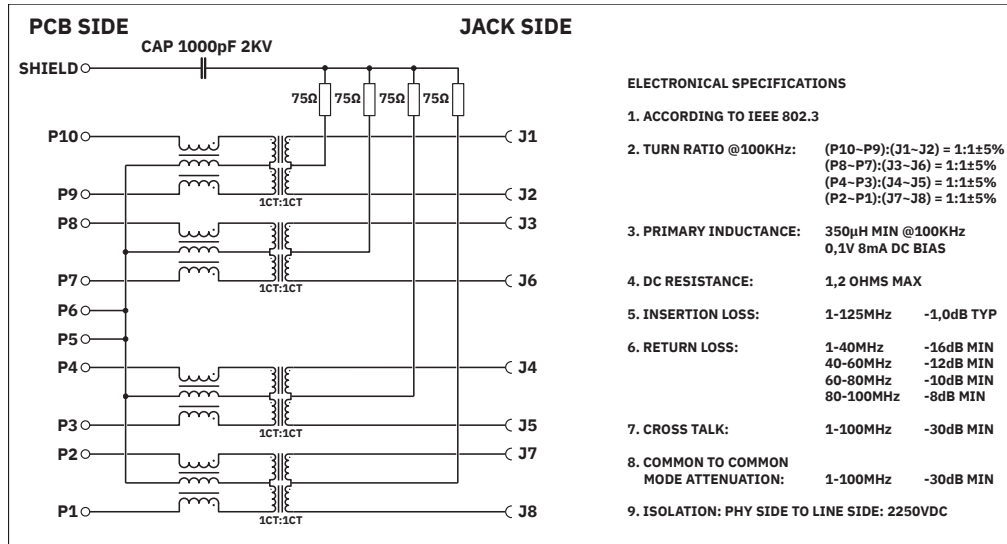 PCB SIDE
JACK SIDE
CAP 1000pF 2KV
SHIELD
75Ω 75Ω 75Ω 75Ω
P10
J1
P9
J2
1CT:1CT
P8
J3
P7
J6
1CT:1CT
P6
P5
P4
J4
P3
J5
1CT:1CT
P2
J7
P1
J8
1CT:1CT
ELECTRONICAL SPECIFICATIONS
1. ACCORDING TO IEEE 802.3
2. TURN RATIO @100KHz: (P10~P9):(J1~J2) = 1:1±5%
(P8~P7):(J3~J6) = 1:1±5%
(P4~P3):(J4~J5) = 1:1±5%
(P2~P1):(J7~J8) = 1:1±5%
3. PRIMARY INDUCTANCE: 350µH MIN @100KHz
0,1V 8mA DC BIAS
4. DC RESISTANCE: 1,2 OHMS MAX
5. INSERTION LOSS: 1-125MHz -1,0dB TYP
6. RETURN LOSS: 1-40MHz -16dB MIN
40-60MHz -12dB MIN
60-80MHz -10dB MIN
80-100MHz -8dB MIN
7. CROSS TALK: 1-100MHz -30dB MIN
8. COMMON TO COMMON
MODE ATTENUATION: 1-100MHz -30dB MIN
9. ISOLATION: PHY SIDE TO LINE SIDE: 2250VDC